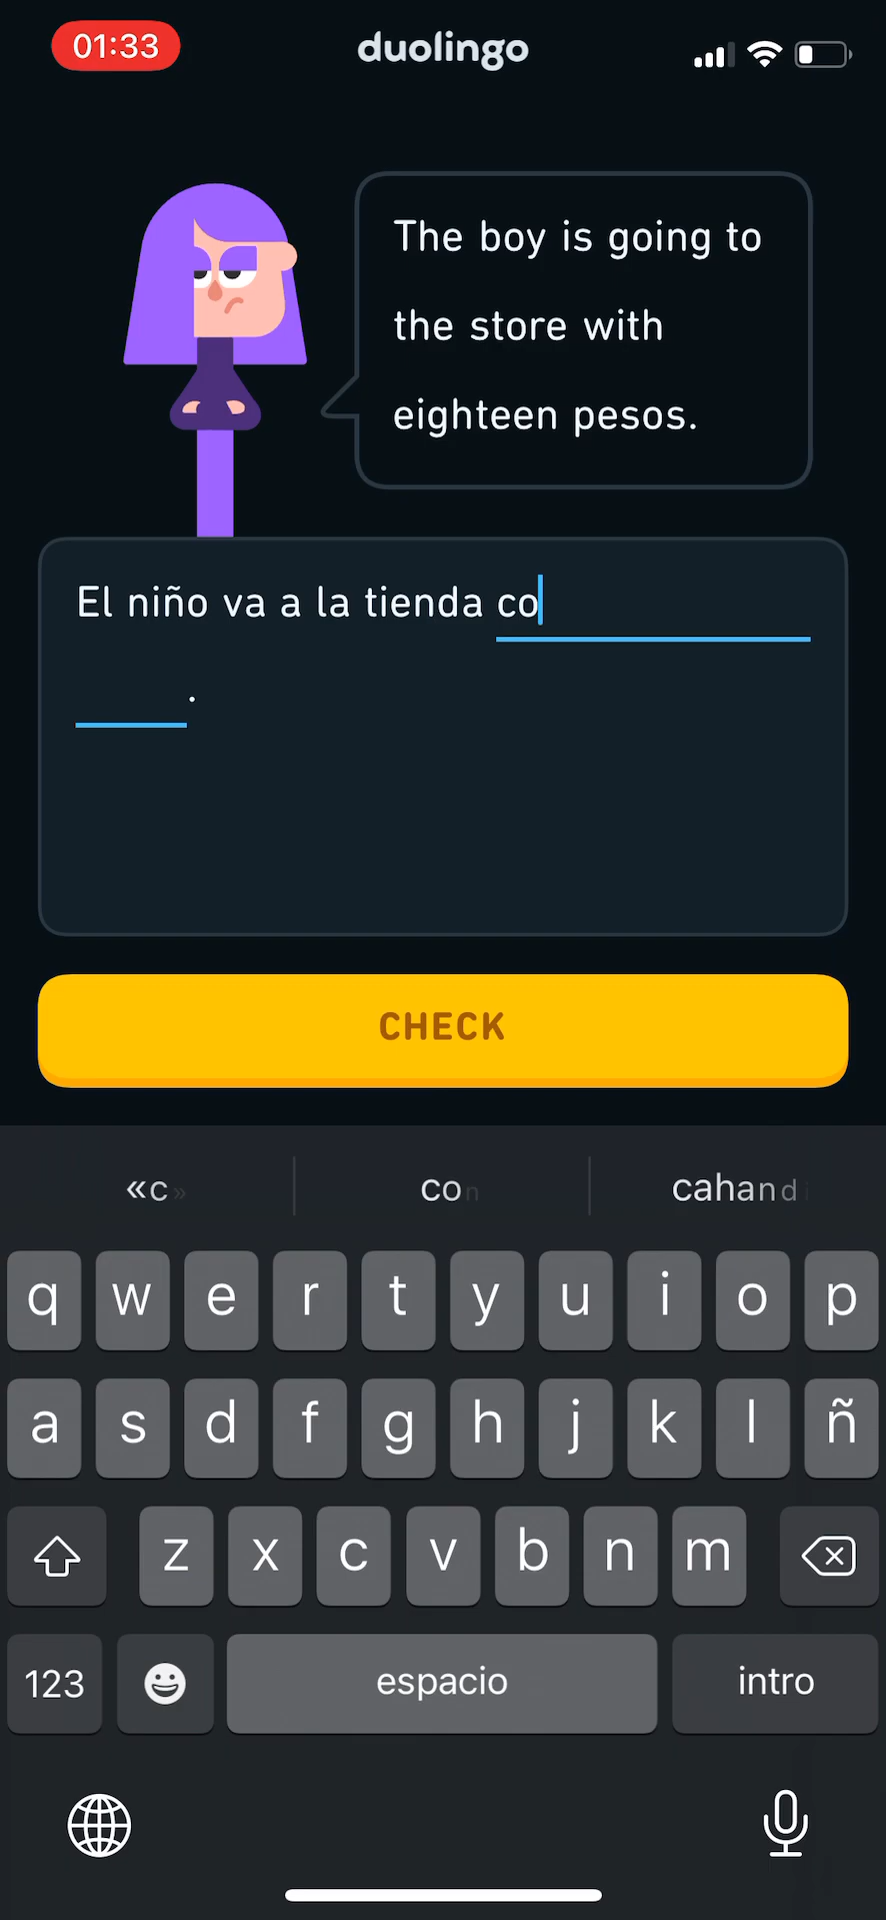 01:33
duolingo
The boy is going to
the store with
eighteen pesos.
El niño va a la tienda co
.
CHECK
«c»
con
cahand
q w e r t y u i o p
a s d f g h j k l ñ
z x c v b n m
123 espacio intro